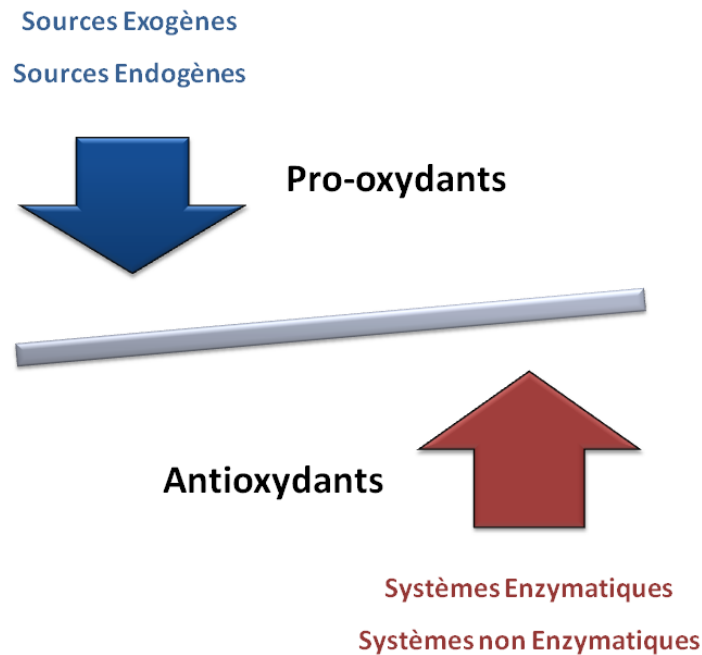 Sources Exogènes
Sources Endogènes
Pro-oxydants
Antioxydants
Systèmes Enzymatiques
Systèmes non Enzymatiques